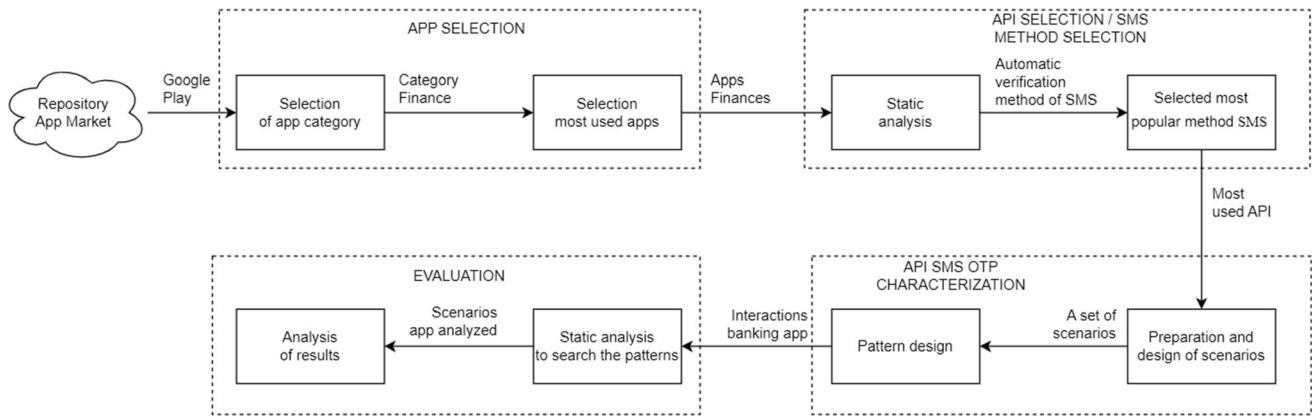 APP SELECTION
API SELECTION / SMS
METHOD SELECTION
Repository
App Market
Google
Play
Selection
of app category
Category
Finance
Selection
most used apps
Apps
Finances
Static
analysis
Automatic
verification
method of SMS
Selected most
popular method SMS
Most
used API
API SMS OTP
CHARACTERIZATION
Preparation and
design of scenarios
A set of
scenarios
Pattern design
Interactions
banking app
EVALUATION
Static analysis
to search the patterns
Scenarios
app analyzed
Analysis
of results